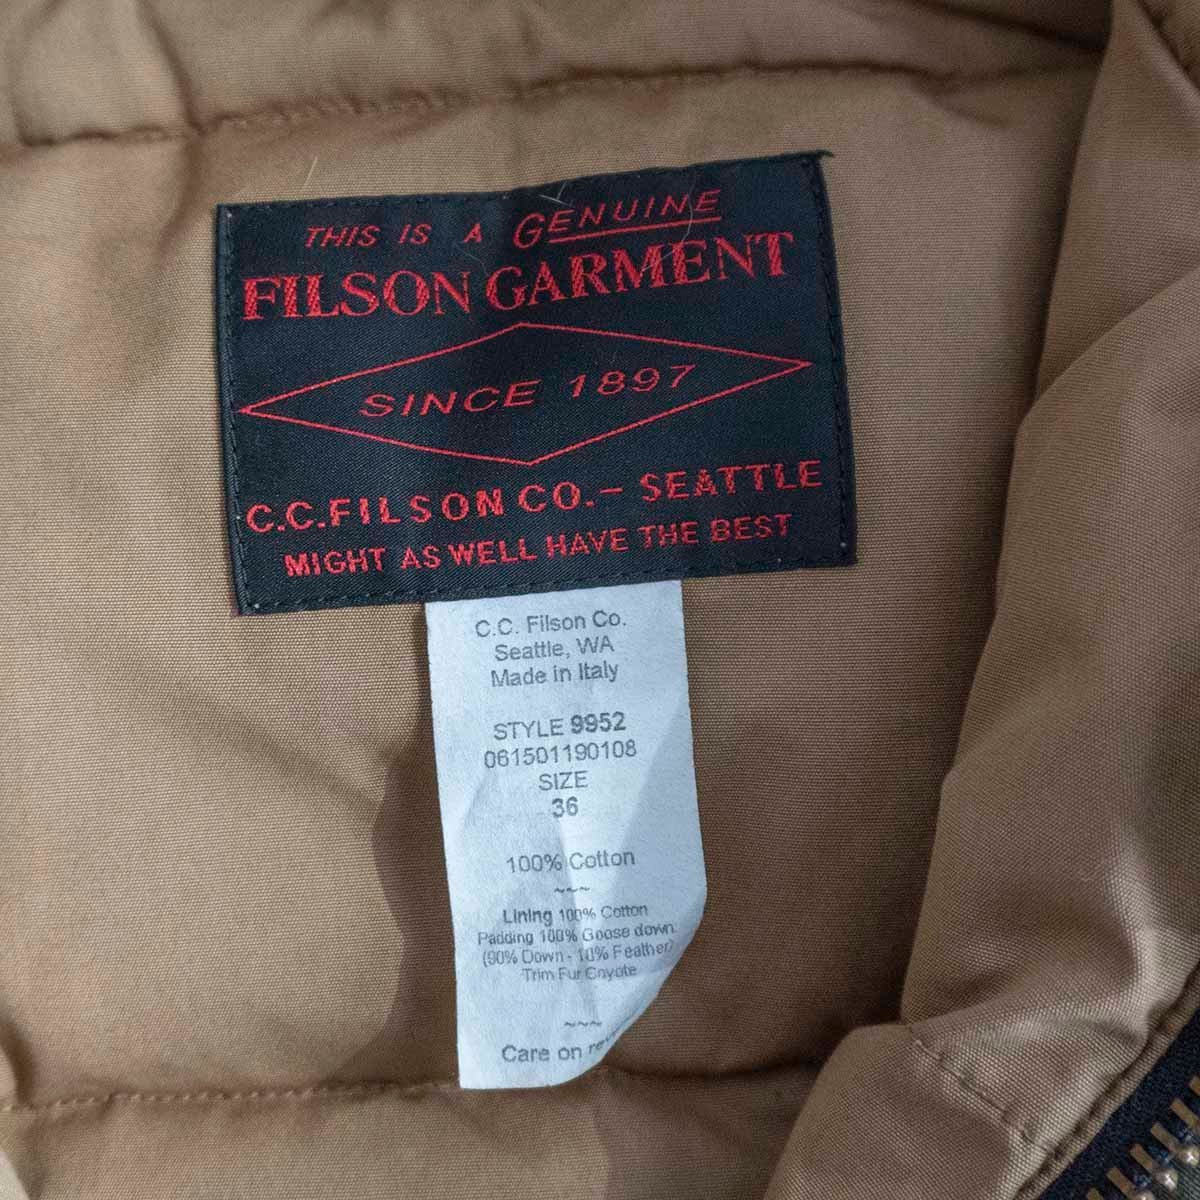 THIS IS A GENUINE
FILSON GARMENT
SINCE 1897
C.C.FILSON CO.– SEATTLE
MIGHT AS WELL HAVE THE BEST
C.C. Filson Co.
Seattle, WA
Made in Italy
STYLE 9952
061501190108
SIZE
36
100% Cotton
~~~
Lining 100% Cotton
Padding 100% Goose down:
(90% Down - 10% Feather)
Trim Fur Coyote
~~~
Care on